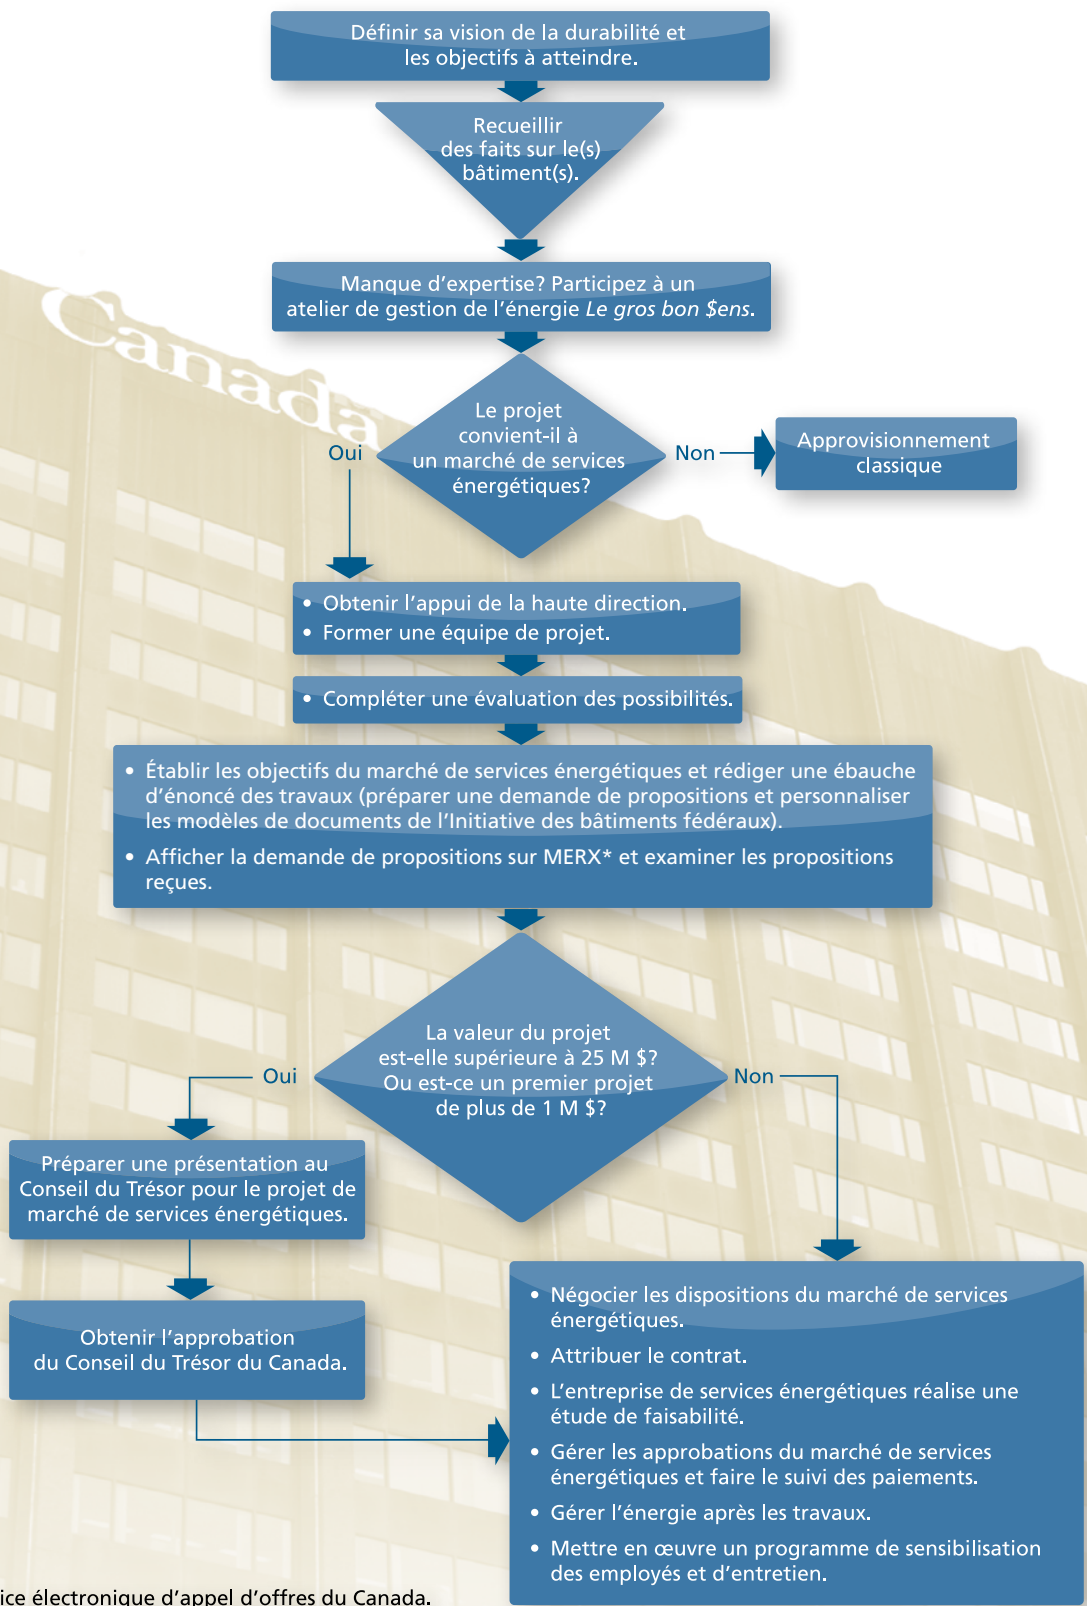 Définir sa vision de la durabilité et
les objectifs à atteindre.
Recueillir
des faits sur le(s)
bâtiment(s).
Manque d'expertise? Participez à un
atelier de gestion de l'énergie Le gros bon $ens.
Canada
Le projet
convient-il à
un marché de services
énergétiques?
Oui
Non
Approvisionnement
classique
• Obtenir l'appui de la haute direction.
• Former une équipe de projet.
• Compléter une évaluation des possibilités.
• Établir les objectifs du marché de services énergétiques et rédiger une ébauche
d'énoncé des travaux (préparer une demande de propositions et personnaliser
les modèles de documents de l'Initiative des bâtiments fédéraux).
• Afficher la demande de propositions sur MERX* et examiner les propositions
reçues.
La valeur du projet
est-elle supérieure à 25 M $?
Ou est-ce un premier projet
de plus de 1 M $?
Oui
Non
Préparer une présentation au
Conseil du Trésor pour le projet de
marché de services énergétiques.
Obtenir l'approbation
du Conseil du Trésor du Canada.
• Négocier les dispositions du marché de services
énergétiques.
• Attribuer le contrat.
• L'entreprise de services énergétiques réalise une
étude de faisabilité.
• Gérer les approbations du marché de services
énergétiques et faire le suivi des paiements.
• Gérer l'énergie après les travaux.
• Mettre en œuvre un programme de sensibilisation
des employés et d'entretien.
électronique d'appel d'offres du Canada.